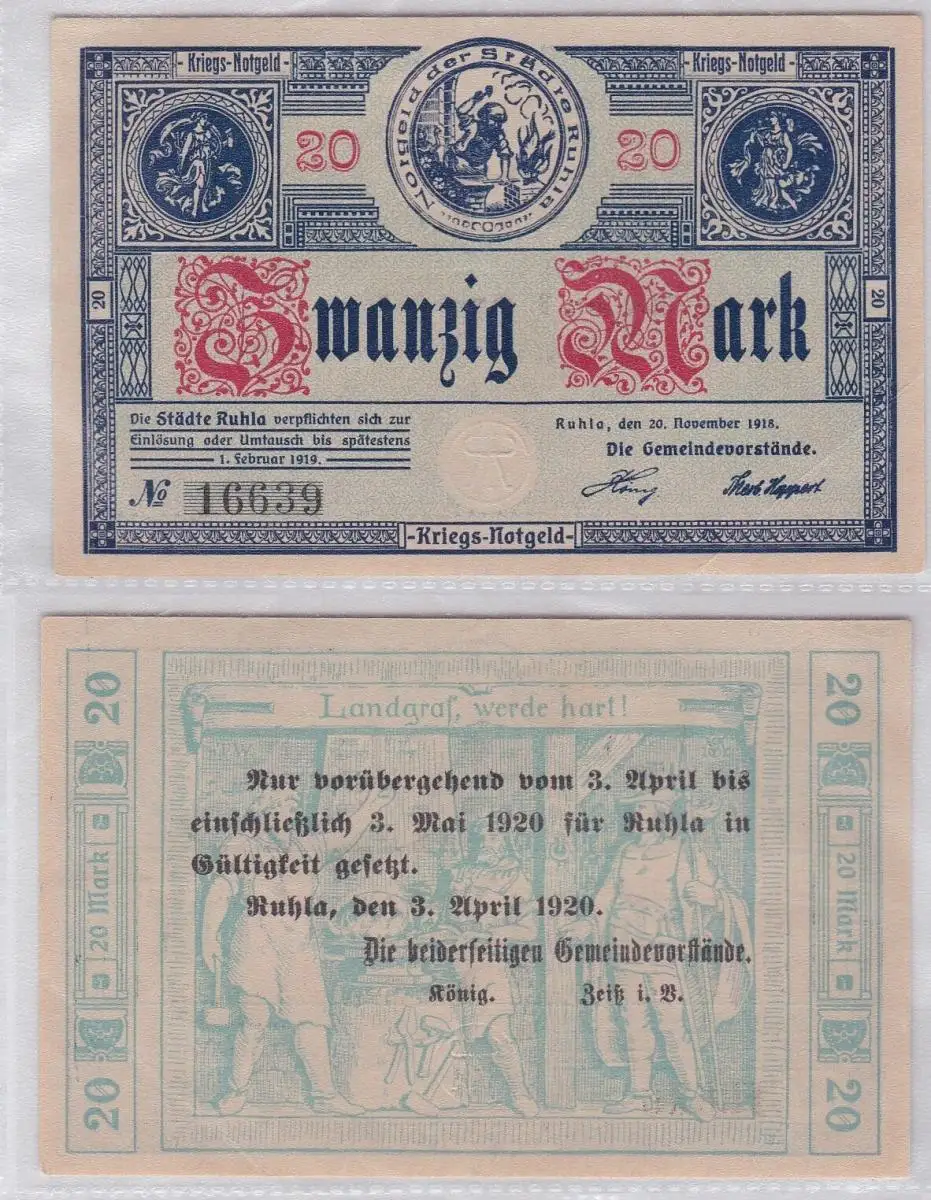 - Kriegs-Notgeld -
- Kriegs-Notgeld -
Notgeld der Städte Ruhla
20
20
20
20
Zwanzig Mark
Die Städte Ruhla verpflichten sich zur
Einlösung oder Umtausch bis spätestens
1. Februar 1919.
Ruhla, den 20. November 1918.
Die Gemeindevorstände.
No 16639
König
-Kriegs-Notgeld-
20
20
Landgraf, werde hart!
T.W.
Nur vorübergehend vom 3. April bis
einschließlich 3. Mai 1920 für Ruhla in
Gültigkeit gesetzt.
Ruhla, den 3. April 1920.
Die beiderseitigen Gemeindevorstände.
König. Zeiß i. V.
20 Mark
20 Mark
20
20